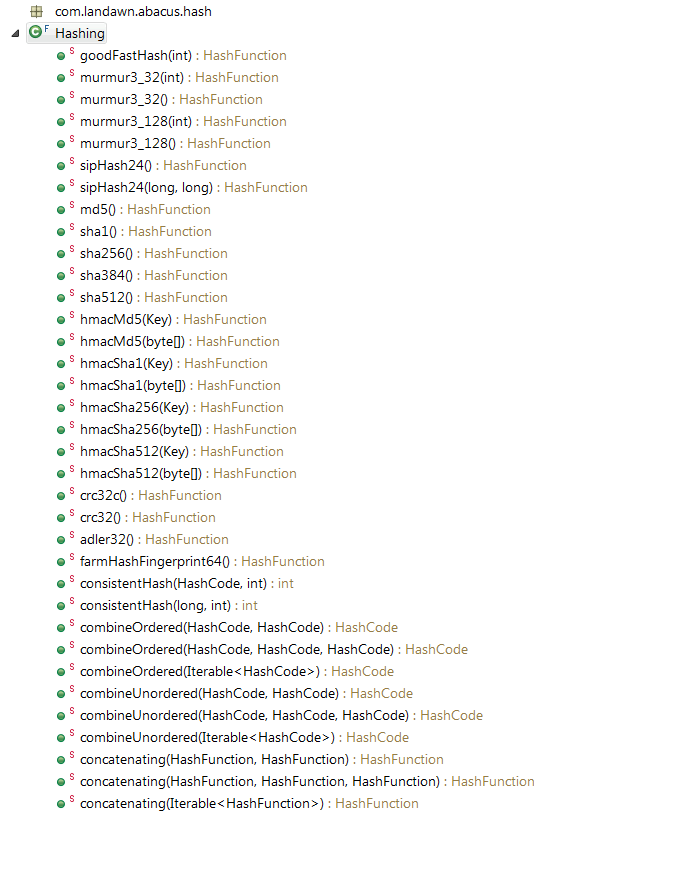 com.landawn.abacus.hash
C F Hashing
S goodFastHash(int) : HashFunction
S murmur3_32(int) : HashFunction
S murmur3_32() : HashFunction
S murmur3_128(int) : HashFunction
S murmur3_128() : HashFunction
S sipHash24() : HashFunction
S sipHash24(long, long) : HashFunction
S md5() : HashFunction
S sha1() : HashFunction
S sha256() : HashFunction
S sha384() : HashFunction
S sha512() : HashFunction
S hmacMd5(Key) : HashFunction
S hmacMd5(byte[]) : HashFunction
S hmacSha1(Key) : HashFunction
S hmacSha1(byte[]) : HashFunction
S hmacSha256(Key) : HashFunction
S hmacSha256(byte[]) : HashFunction
S hmacSha512(Key) : HashFunction
S hmacSha512(byte[]) : HashFunction
S crc32c() : HashFunction
S crc32() : HashFunction
S adler32() : HashFunction
S farmHashFingerprint64() : HashFunction
S consistentHash(HashCode, int) : int
S consistentHash(long, int) : int
S combineOrdered(HashCode, HashCode) : HashCode
S combineOrdered(HashCode, HashCode, HashCode) : HashCode
S combineOrdered(Iterable<HashCode>) : HashCode
S combineUnordered(HashCode, HashCode) : HashCode
S combineUnordered(HashCode, HashCode, HashCode) : HashCode
S combineUnordered(Iterable<HashCode>) : HashCode
S concatenating(HashFunction, HashFunction) : HashFunction
S concatenating(HashFunction, HashFunction, HashFunction) : HashFunction
S concatenating(Iterable<HashFunction>) : HashFunction